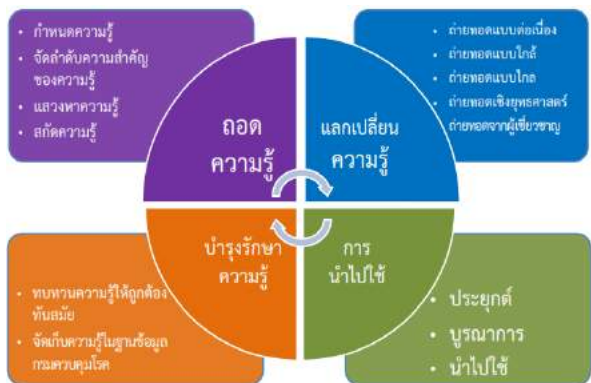 • กำหนดความรู้
• จัดลำดับความสำคัญ
ของความรู้
• แสวงหาความรู้
• สกัดความรู้
ถอด
ความรู้
แลกเปลี่ยน
ความรู้
• ถ่ายทอดแบบต่อเนื่อง
• ถ่ายทอดแบบใกล้
• ถ่ายทอดแบบไกล
• ถ่ายทอดเชิงยุทธศาสตร์
ถ่ายทอดจากผู้เชี่ยวชาญ
บำรุงรักษา
ความรู้
การ
นำไปใช้
• ทบทวนความรู้ให้ถูกต้อง
ทันสมัย
• จัดเก็บความรู้ในฐานข้อมูล
กรมควบคุมโรค
• ประยุกต์
• บูรณาการ
• นำไปใช้